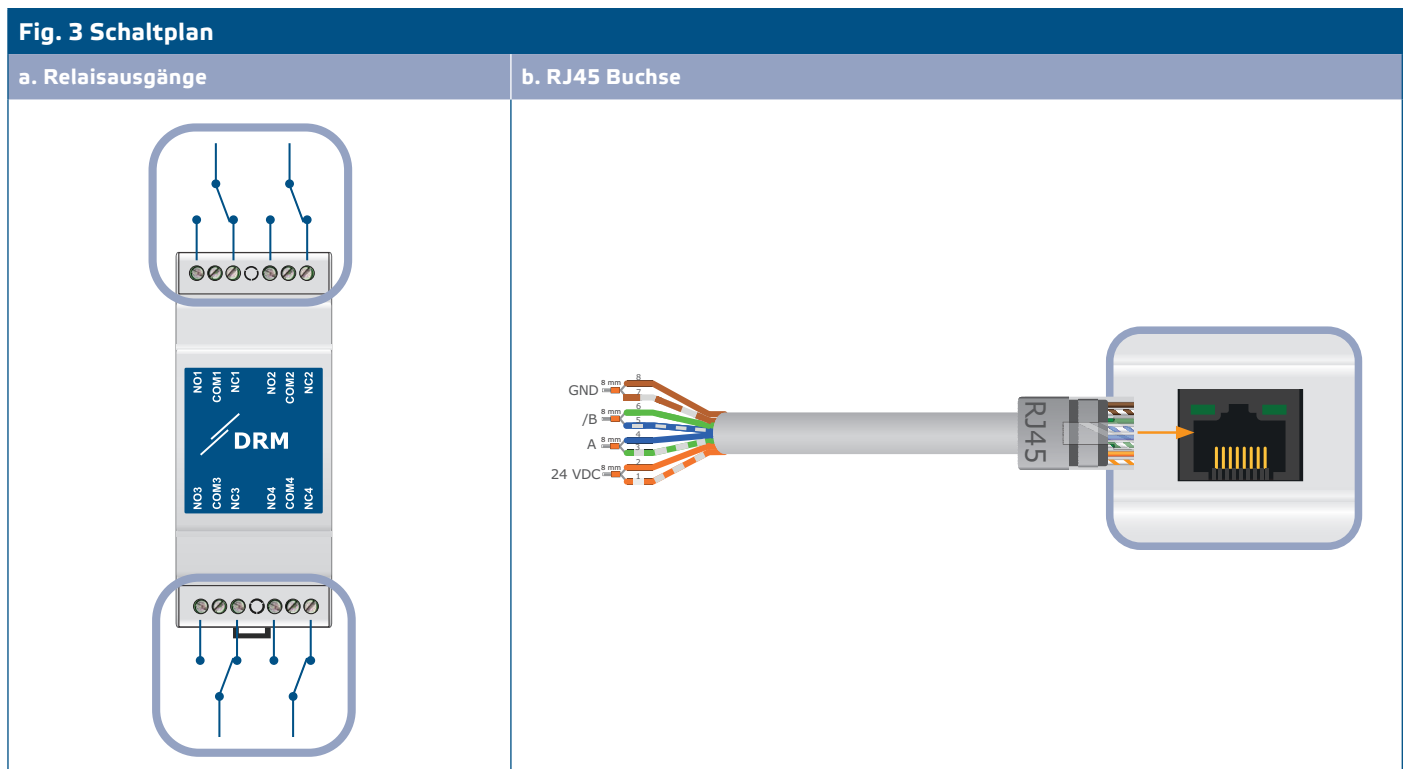 Fig. 3 Schaltplan
a. Relaisausgänge
b. RJ45 Buchse
NO1 COM1 NC1 NO2 COM2 NC2
DRM
NO3 COM3 NC3 NO4 COM4 NC4
GND 8 mm 8 7
/B 8 mm 6 5
A 8 mm 4 3
24 VDC 8 mm 2 1
RJ45